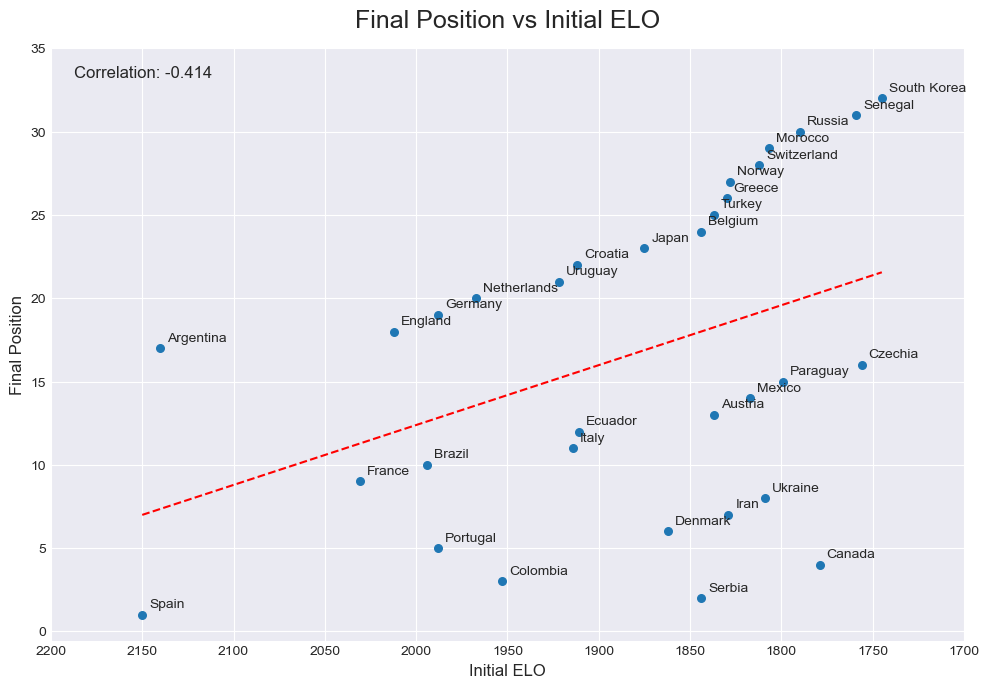 Final Position vs Initial ELO
35
Correlation: -0.414
South Korea
Senegal
30
Russia
Morocco
Switzerland
Norway
Greece
Turkey
25
Belgium
Japan
Croatia
Uruguay
20
Netherlands
Germany
England
Argentina
Czechia
15
Paraguay
Mexico
Austria
Ecuador
Italy
10
Brazil
France
Ukraine
Iran
Denmark
5
Portugal
Canada
Colombia
Serbia
Spain
0
Final Position
2200 2150 2100 2050 2000 1950 1900 1850 1800 1750 1700
Initial ELO